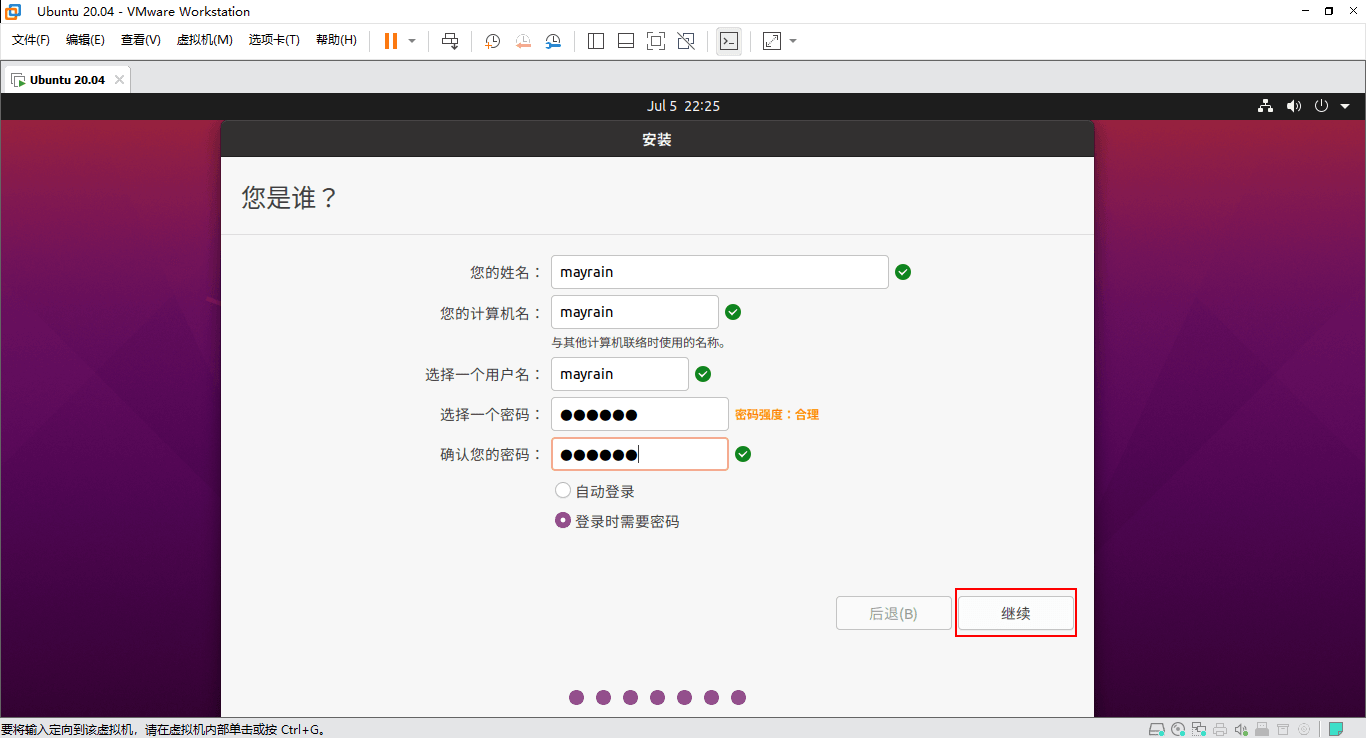 Ubuntu 20.04 - VMware Workstation
文件(F) 编辑(E) 查看(V) 虚拟机(M) 选项卡(T) 帮助(H)
Ubuntu 20.04
Jul 5 22:25
安装
您是谁？
您的姓名： mayrain
您的计算机名： mayrain
与其他计算机联络时使用的名称。
选择一个用户名： mayrain
选择一个密码： ●●●●●● 密码强度：合理
确认您的密码： ●●●●●●
自动登录
登录时需要密码
后退(B) 继续
要将输入定向到该虚拟机，请在虚拟机内部单击或按 Ctrl+G。